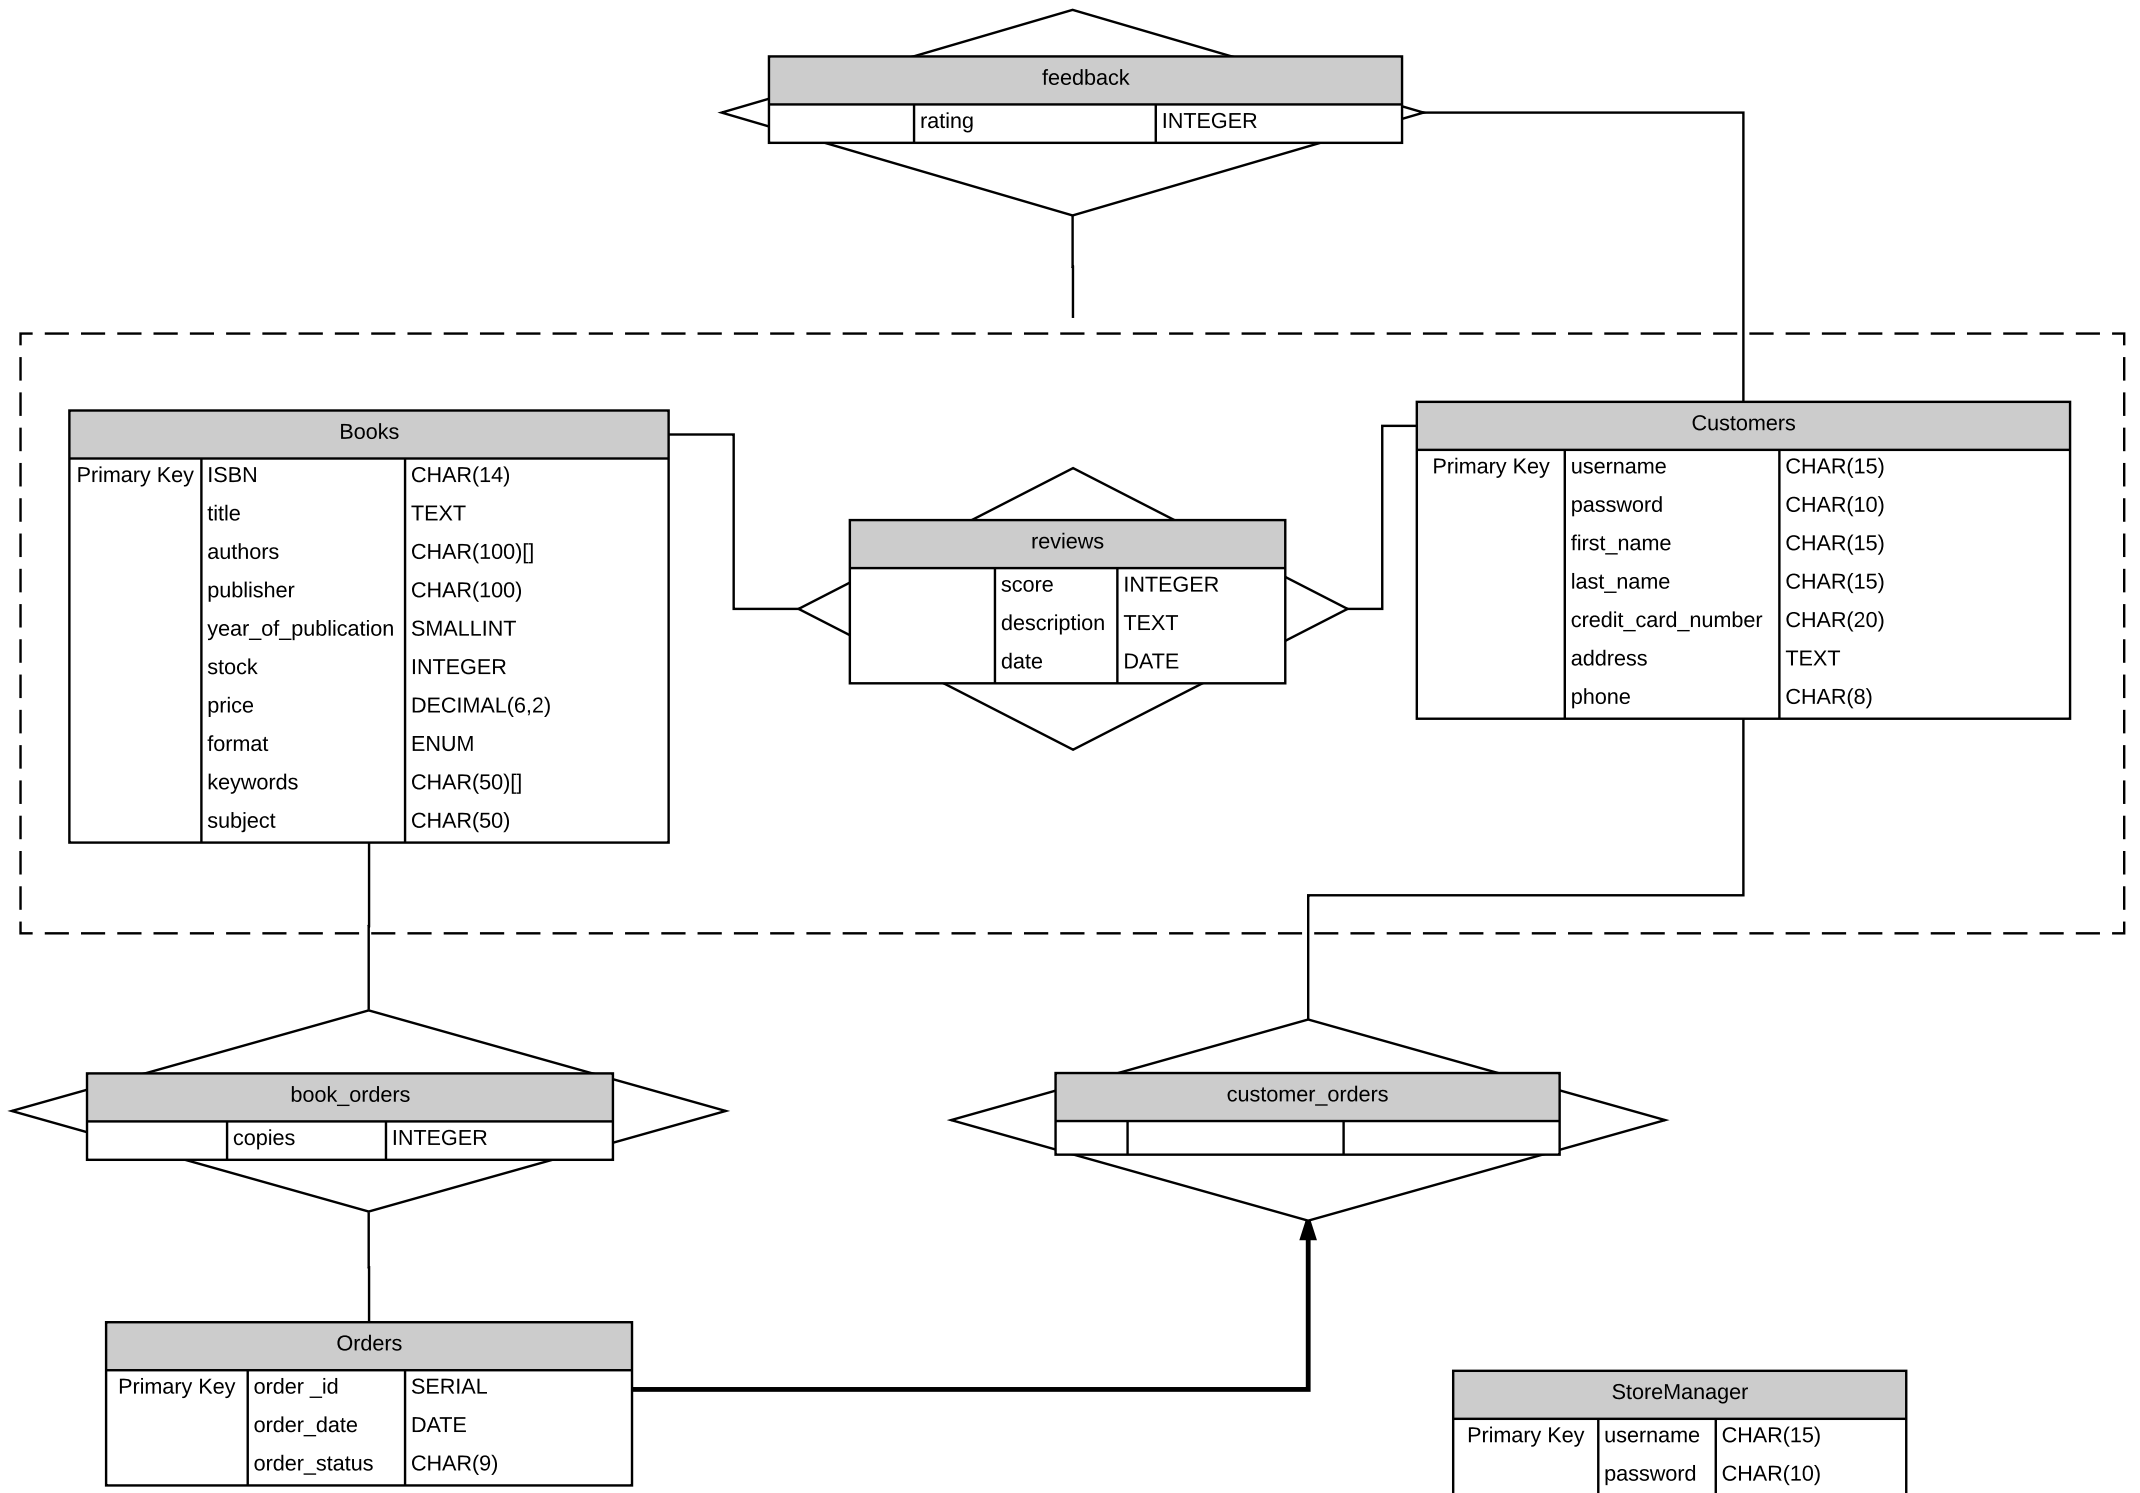 feedback
rating INTEGER
Books
Primary Key ISBN CHAR(14)
title TEXT
authors CHAR(100)[]
publisher CHAR(100)
year_of_publication SMALLINT
stock INTEGER
price DECIMAL(6,2)
format ENUM
keywords CHAR(50)[]
subject CHAR(50)
reviews
score INTEGER
description TEXT
date DATE
Customers
Primary Key username CHAR(15)
password CHAR(10)
first_name CHAR(15)
last_name CHAR(15)
credit_card_number CHAR(20)
address TEXT
phone CHAR(8)
book_orders
copies INTEGER
customer_orders
Orders
Primary Key order _id SERIAL
order_date DATE
order_status CHAR(9)
StoreManager
Primary Key username CHAR(15)
password CHAR(10)